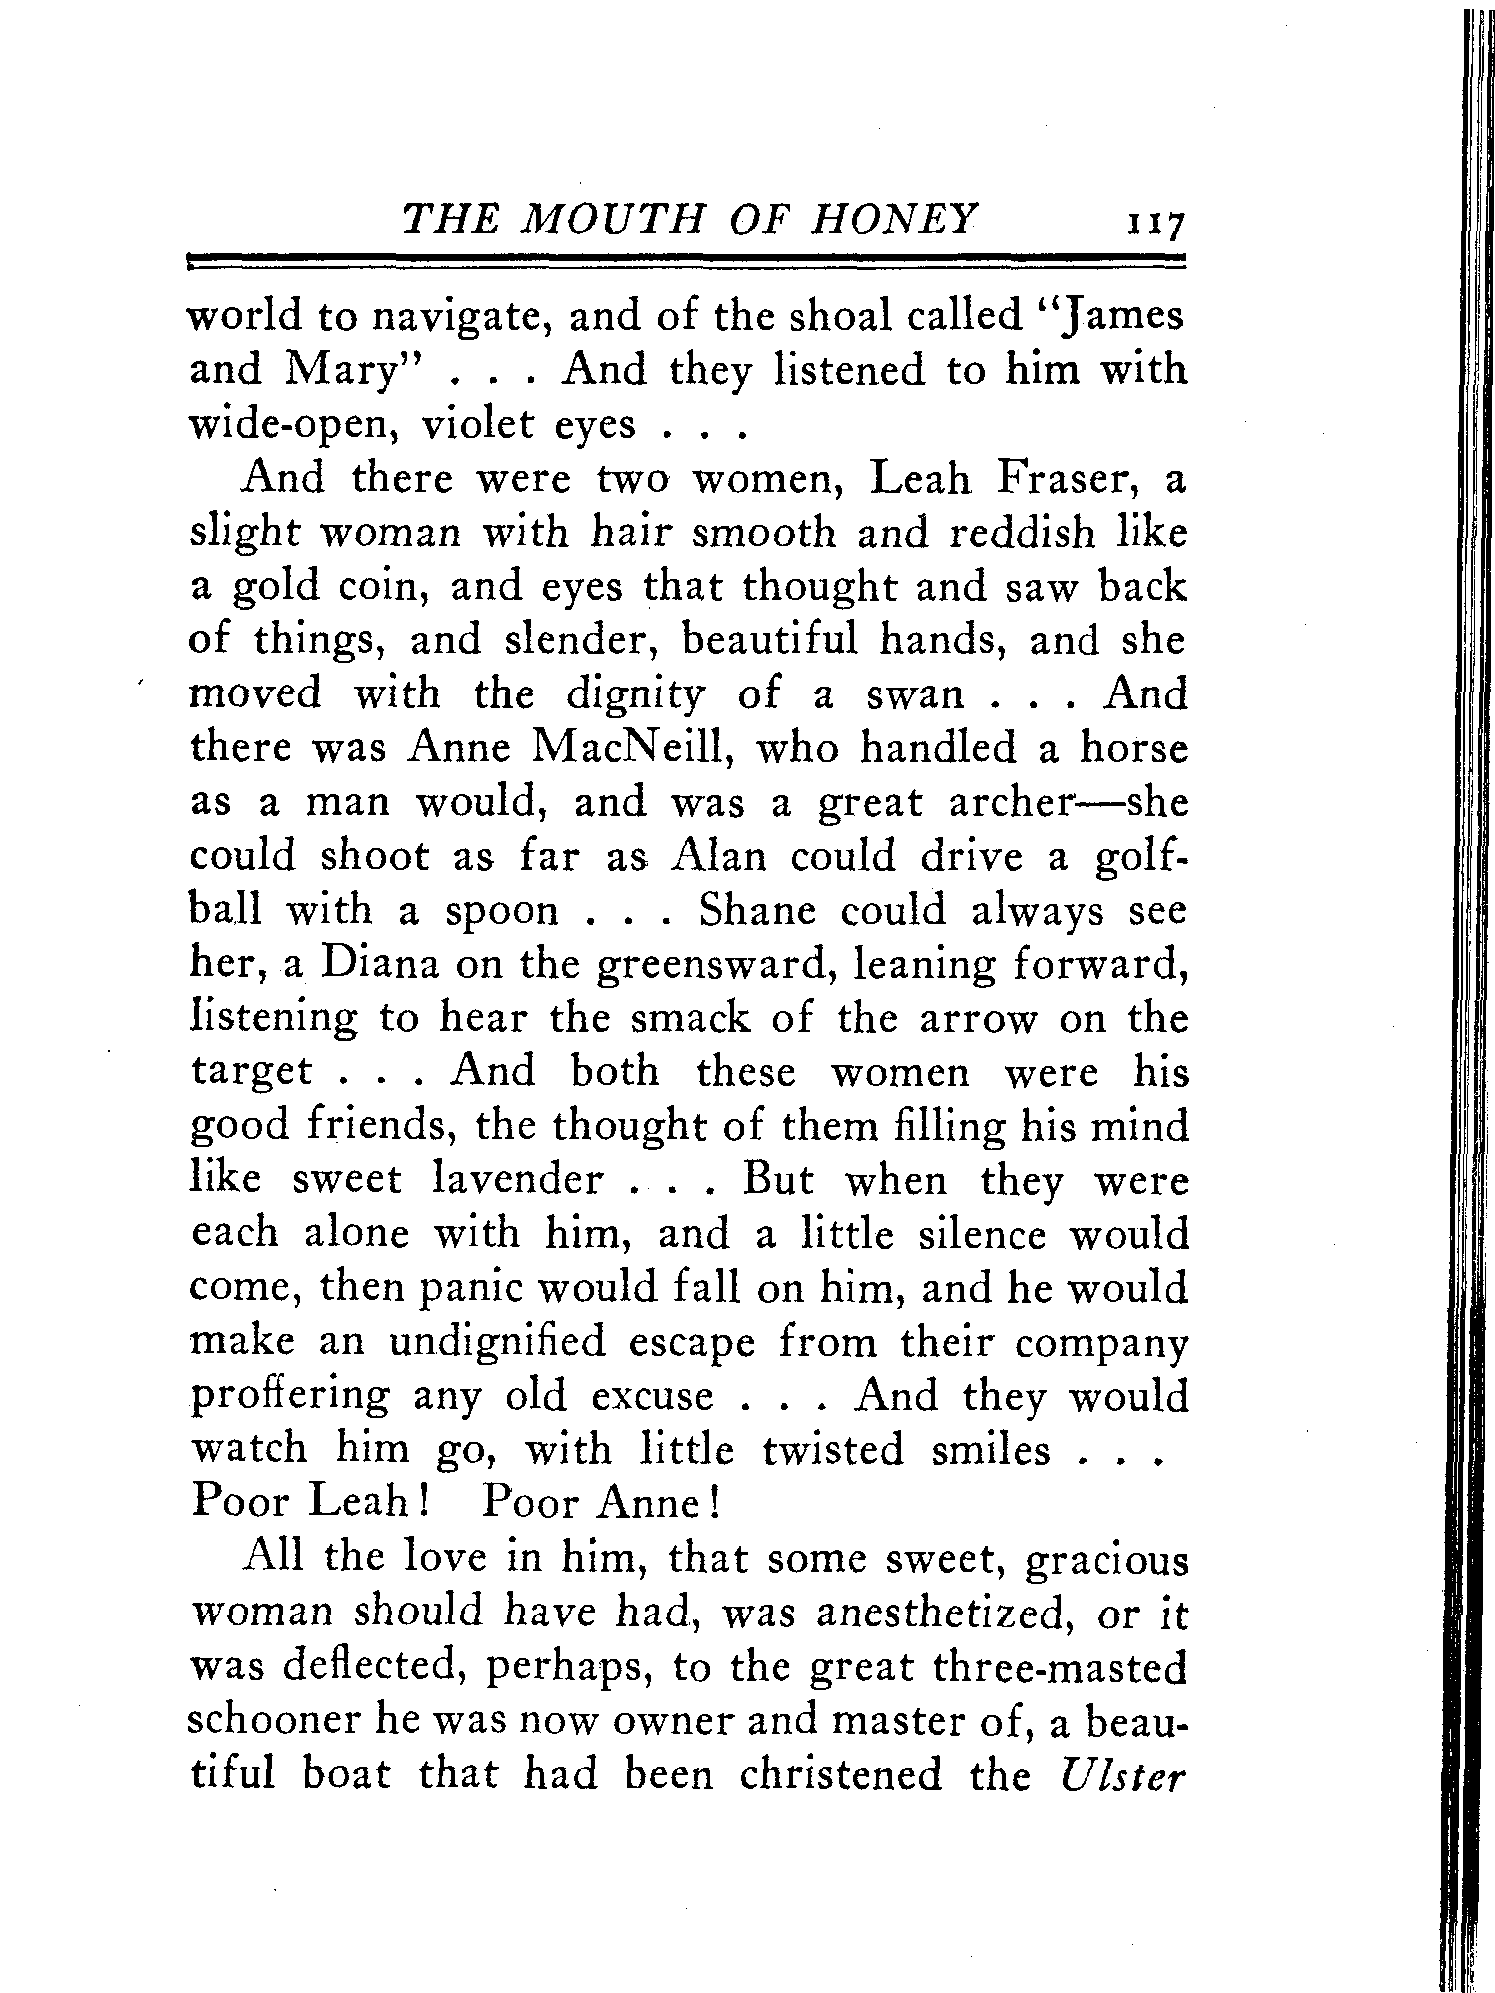 THE MOUTH OF HONEY 117
world to navigate, and of the shoal called "James
and Mary" . . . And they listened to him with
wide-open, violet eyes . . .
And there were two women, Leah Fraser, a
slight woman with hair smooth and reddish like
a gold coin, and eyes that thought and saw back
of things, and slender, beautiful hands, and she
moved with the dignity of a swan . . . And
there was Anne MacNeill, who handled a horse
as a man would, and was a great archer—she
could shoot as far as Alan could drive a golf-
ball with a spoon . . . Shane could always see
her, a Diana on the greensward, leaning forward,
listening to hear the smack of the arrow on the
target . . . And both these women were his
good friends, the thought of them filling his mind
like sweet lavender . . . But when they were
each alone with him, and a little silence would
come, then panic would fall on him, and he would
make an undignified escape from their company
proffering any old excuse . . . And they would
watch him go, with little twisted smiles . . .
Poor Leah! Poor Anne!
All the love in him, that some sweet, gracious
woman should have had, was anesthetized, or it
was deflected, perhaps, to the great three-masted
schooner he was now owner and master of, a beau-
tiful boat that had been christened the Ulster